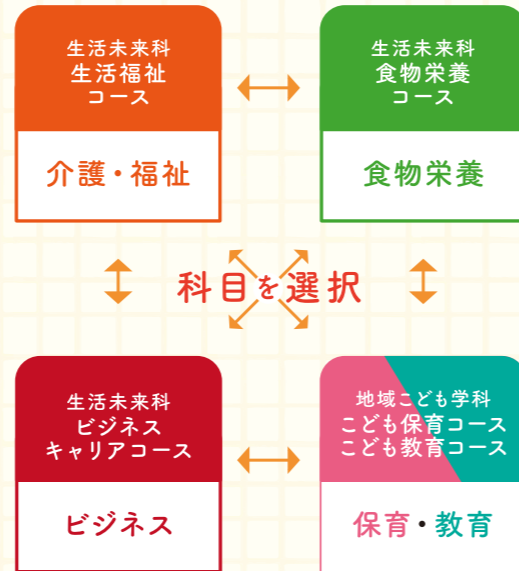 生活未来科
生活福祉
コース
介護・福祉
生活未来科
食物栄養
コース
食物栄養
科目を選択
生活未来科
ビジネス
キャリアコース
ビジネス
地域こども学科
こども保育コース
こども教育コース
保育・教育